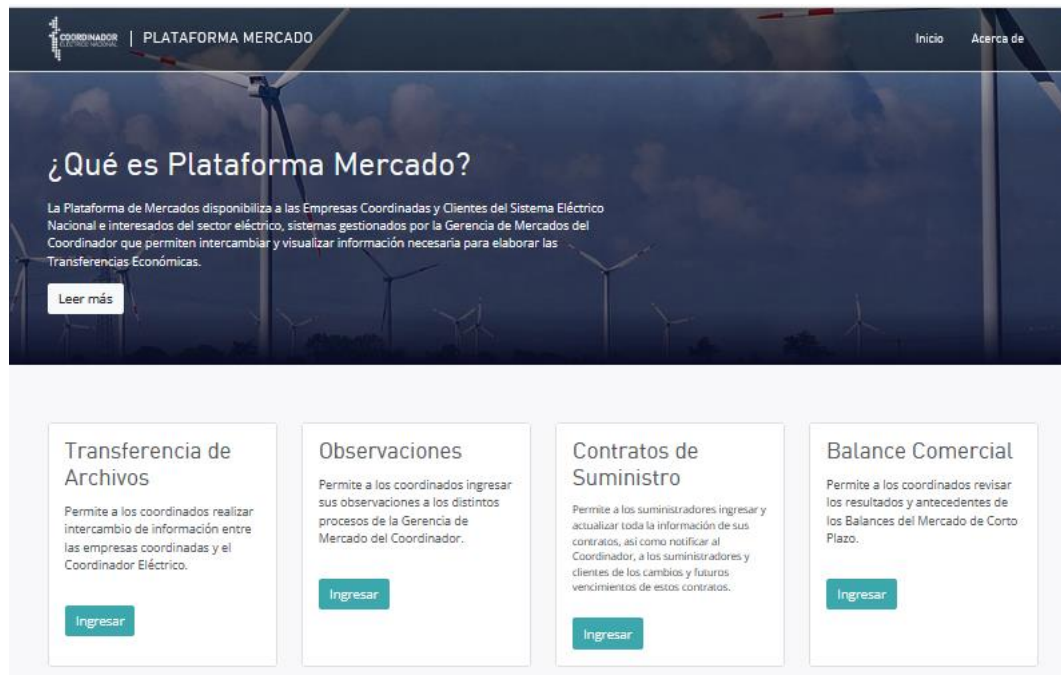 COORDINADOR
ELÉCTRICO NACIONAL
| PLATAFORMA MERCADO
Inicio
Acerca de
¿Qué es Plataforma Mercado?
La Plataforma de Mercados disponibiliza a las Empresas Coordinadas y Clientes del Sistema Eléctrico
Nacional e interesados del sector eléctrico, sistemas gestionados por la Gerencia de Mercados del
Coordinador que permiten intercambiar y visualizar información necesaria para elaborar las
Transferencias Económicas.
Leer más
Transferencia de
Archivos
Permite a los coordinados realizar
intercambio de información entre
las empresas coordinadas y el
Coordinador Eléctrico.
Ingresar
Observaciones
Permite a los coordinados ingresar
sus observaciones a los distintos
procesos de la Gerencia de
Mercado del Coordinador.
Ingresar
Contratos de
Suministro
Permite a los suministradores ingresar y
actualizar toda la información de sus
contratos, así como notificar al
Coordinador, a los suministradores y
clientes de los cambios y futuros
vencimientos de estos contratos.
Ingresar
Balance Comercial
Permite a los coordinados revisar
los resultados y antecedentes de
los Balances del Mercado de Corto
Plazo.
Ingresar